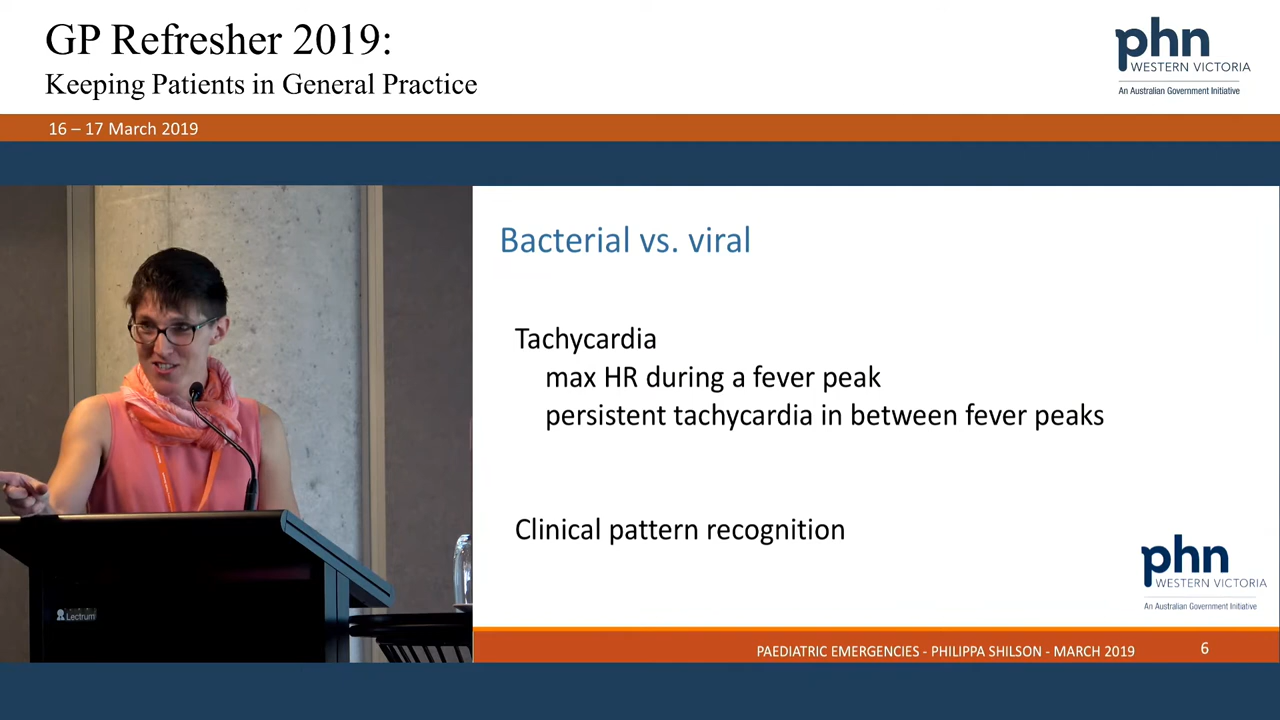 GP Refresher 2019:
Keeping Patients in General Practice
phn
WESTERN VICTORIA
An Australian Government Initiative
16 – 17 March 2019
Bacterial vs. viral
Tachycardia
max HR during a fever peak
persistent tachycardia in between fever peaks
Clinical pattern recognition
phn
WESTERN VICTORIA
An Australian Government Initiative
Lectrum
PAEDIATRIC EMERGENCIES - PHILIPPA SHILSON - MARCH 2019
6